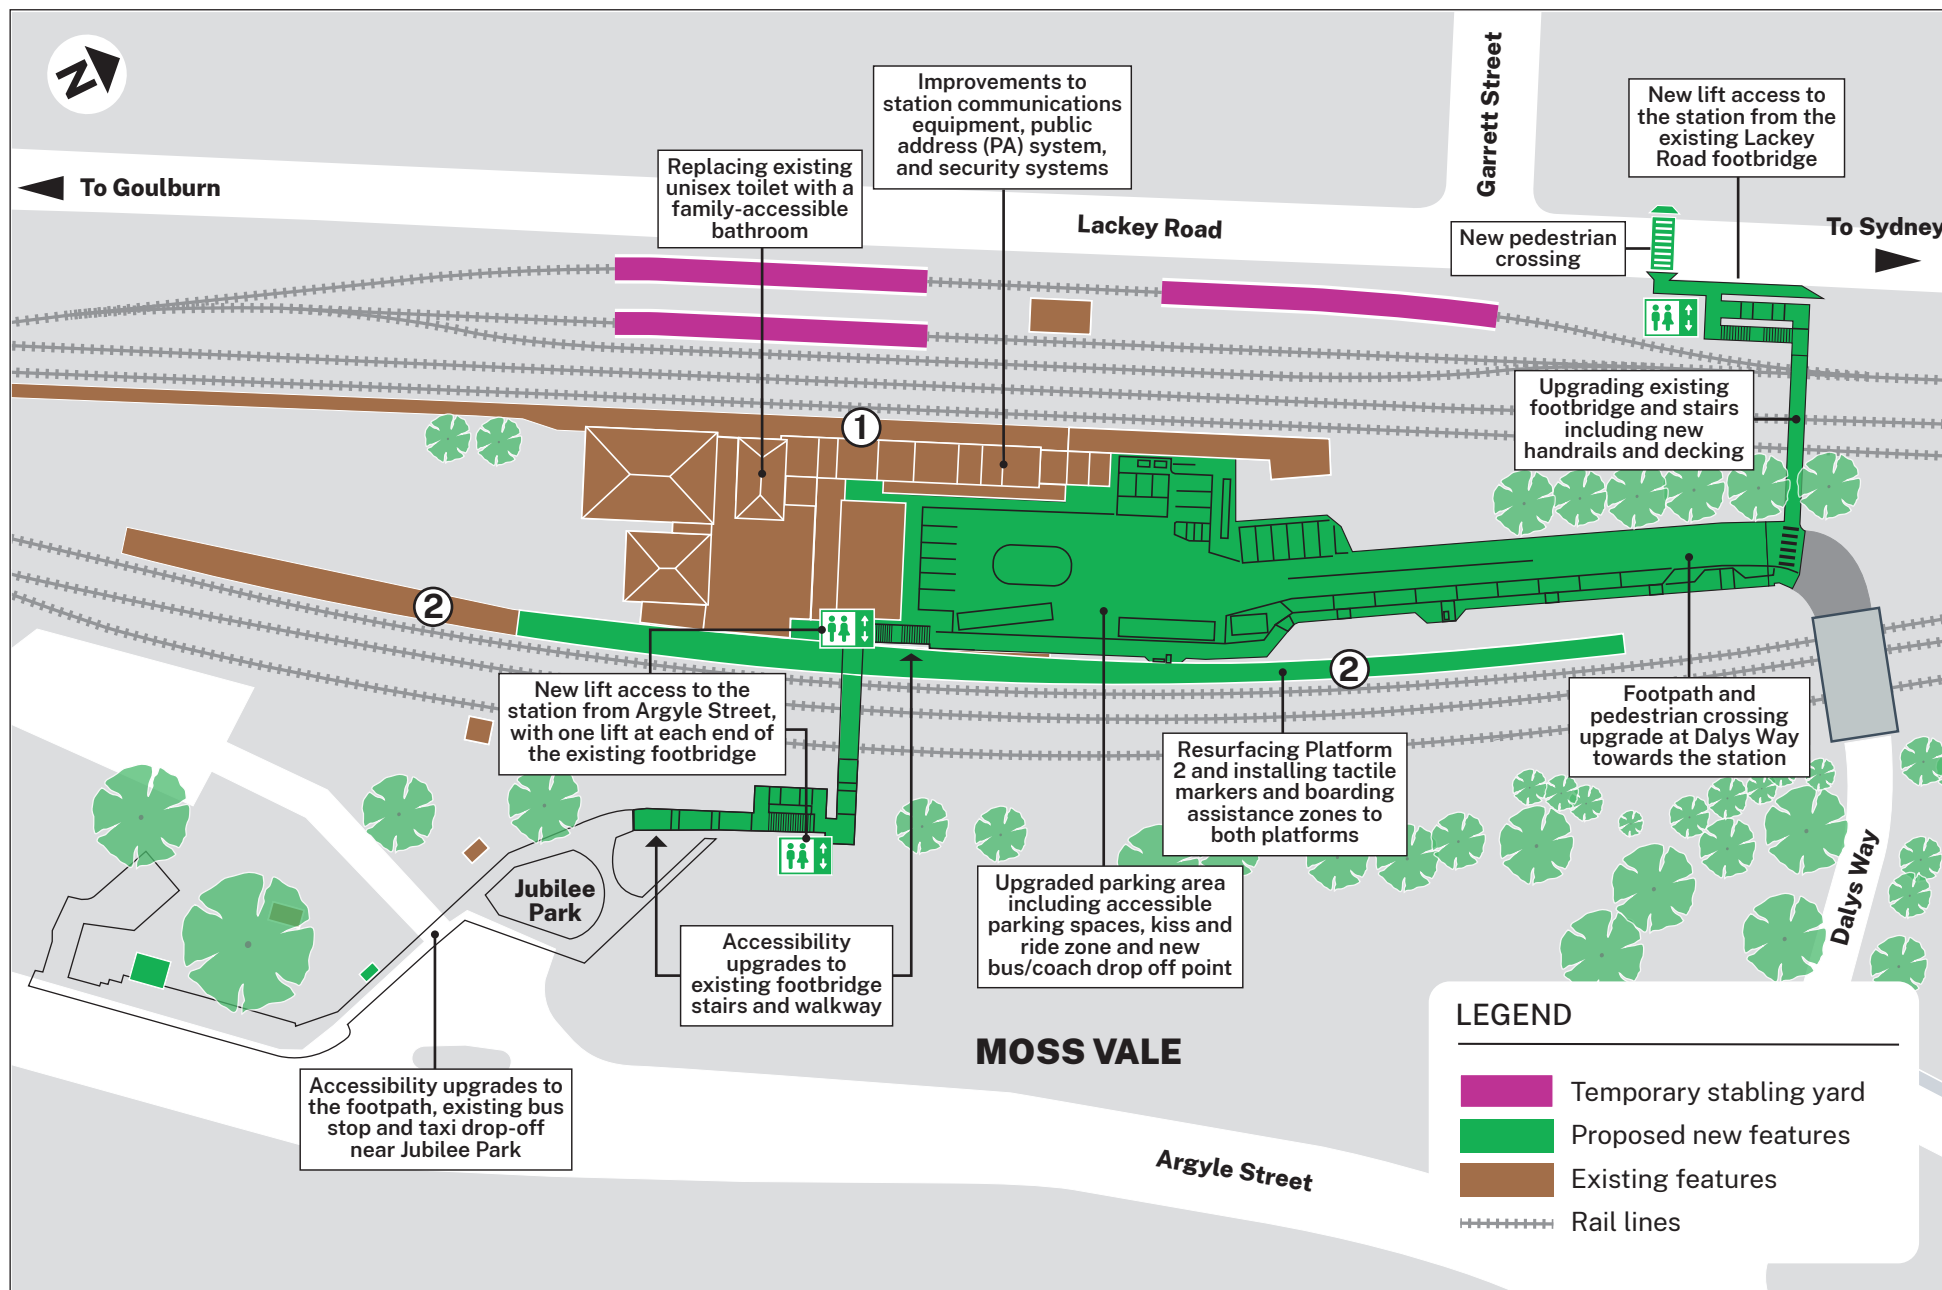 N
To Goulburn
Lackey Road
Garrett Street
To Sydney
Improvements to
station communications
equipment, public
address (PA) system,
and security systems
Replacing existing
unisex toilet with a
family-accessible
bathroom
New lift access to
the station from the
existing Lackey
Road footbridge
New pedestrian
crossing
Upgrading existing
footbridge and stairs
including new
handrails and decking
1
2
2
New lift access to the
station from Argyle Street,
with one lift at each end of
the existing footbridge
Footpath and
pedestrian crossing
upgrade at Dalys Way
towards the station
Resurfacing Platform
2 and installing tactile
markers and boarding
assistance zones to
both platforms
Upgraded parking area
including accessible
parking spaces, kiss and
ride zone and new
bus/coach drop off point
Jubilee
Park
Accessibility
upgrades to
existing footbridge
stairs and walkway
Dalys Way
MOSS VALE
Accessibility upgrades to
the footpath, existing bus
stop and taxi drop-off
near Jubilee Park
Argyle Street
LEGEND
Temporary stabling yard
Proposed new features
Existing features
Rail lines